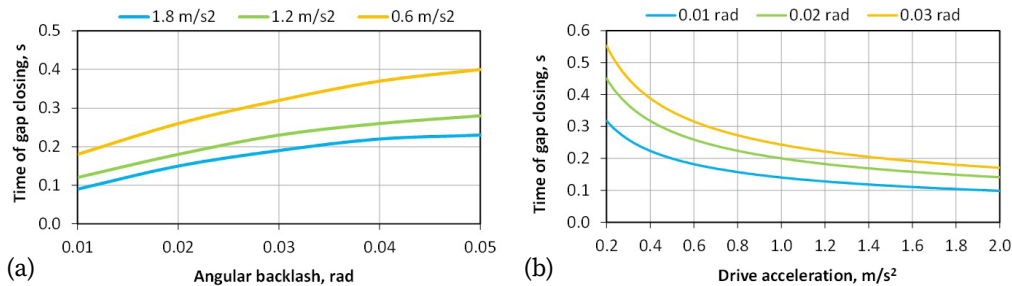 1.8 m/s2 1.2 m/s2 0.6 m/s2
Time of gap closing, s
0.5
0.4
0.3
0.2
0.1
0.0
0.01 0.02 0.03 0.04 0.05
Angular backlash, rad
(a)
0.01 rad 0.02 rad 0.03 rad
Time of gap closing, s
0.6
0.5
0.4
0.3
0.2
0.1
0.0
0.2 0.4 0.6 0.8 1.0 1.2 1.4 1.6 1.8 2.0
Drive acceleration, m/s²
(b)